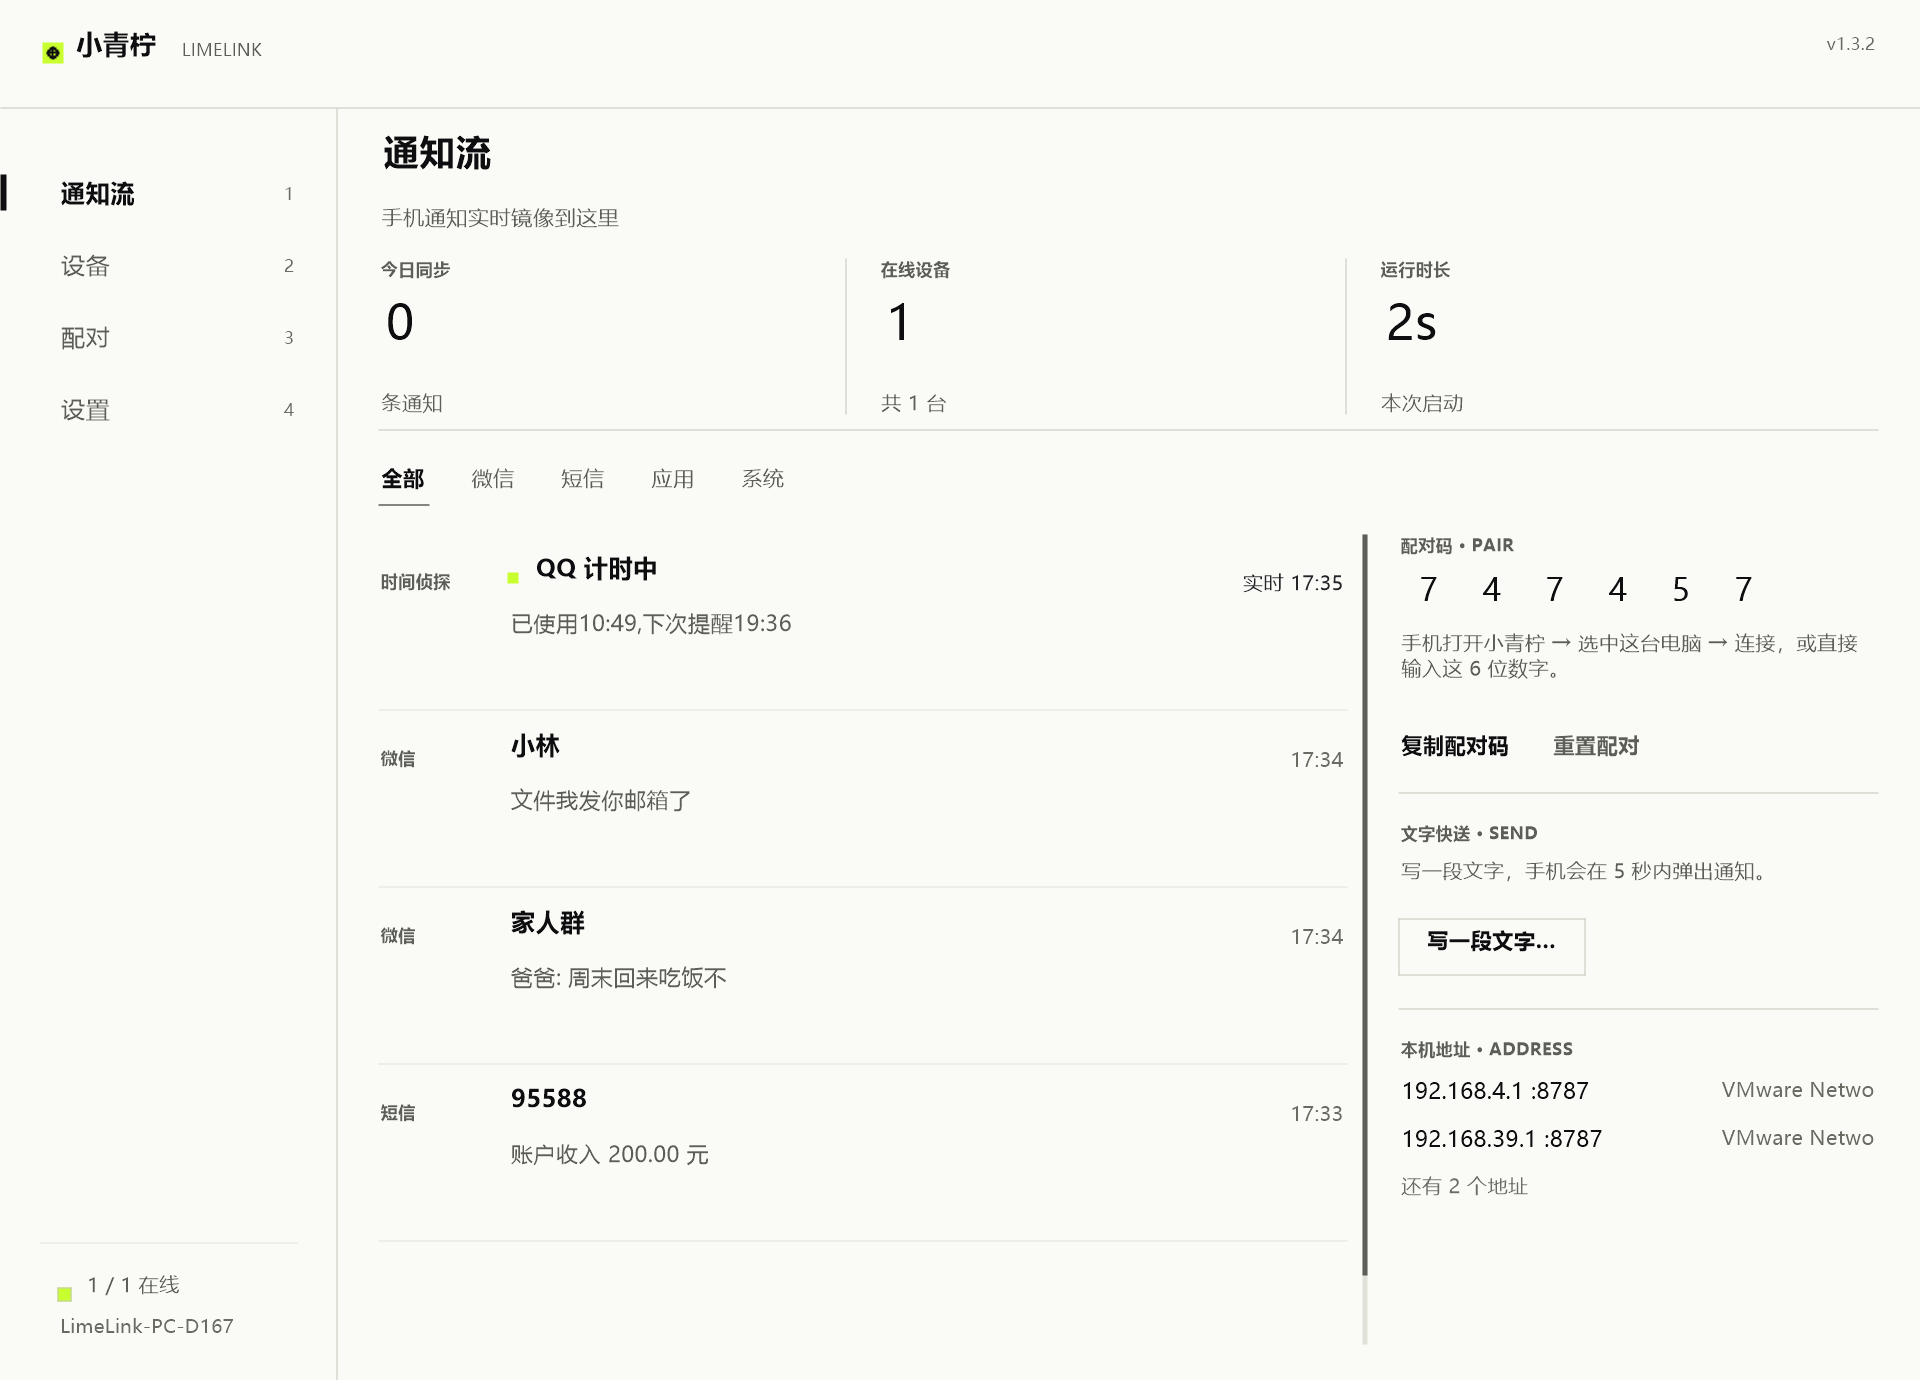 小青柠 LIMELINK
v1.3.2
通知流 1
设备 2
配对 3
设置 4
1 / 1 在线
LimeLink-PC-D167
通知流
手机通知实时镜像到这里
今日同步
0
条通知
在线设备
1
共 1 台
运行时长
2s
本次启动
全部 微信 短信 应用 系统
时间侦探 QQ 计时中 实时 17:35
已使用10:49,下次提醒19:36
微信 小林 17:34
文件我发你邮箱了
微信 家人群 17:34
爸爸: 周末回来吃饭不
短信 95588 17:33
账户收入 200.00 元
配对码 • PAIR
7 4 7 4 5 7
手机打开小青柠 → 选中这台电脑 → 连接，或直接
输入这 6 位数字。
复制配对码 重置配对
文字快送 • SEND
写一段文字，手机会在 5 秒内弹出通知。
写一段文字...
本机地址 • ADDRESS
192.168.4.1 :8787 VMware Netwo
192.168.39.1 :8787 VMware Netwo
还有 2 个地址